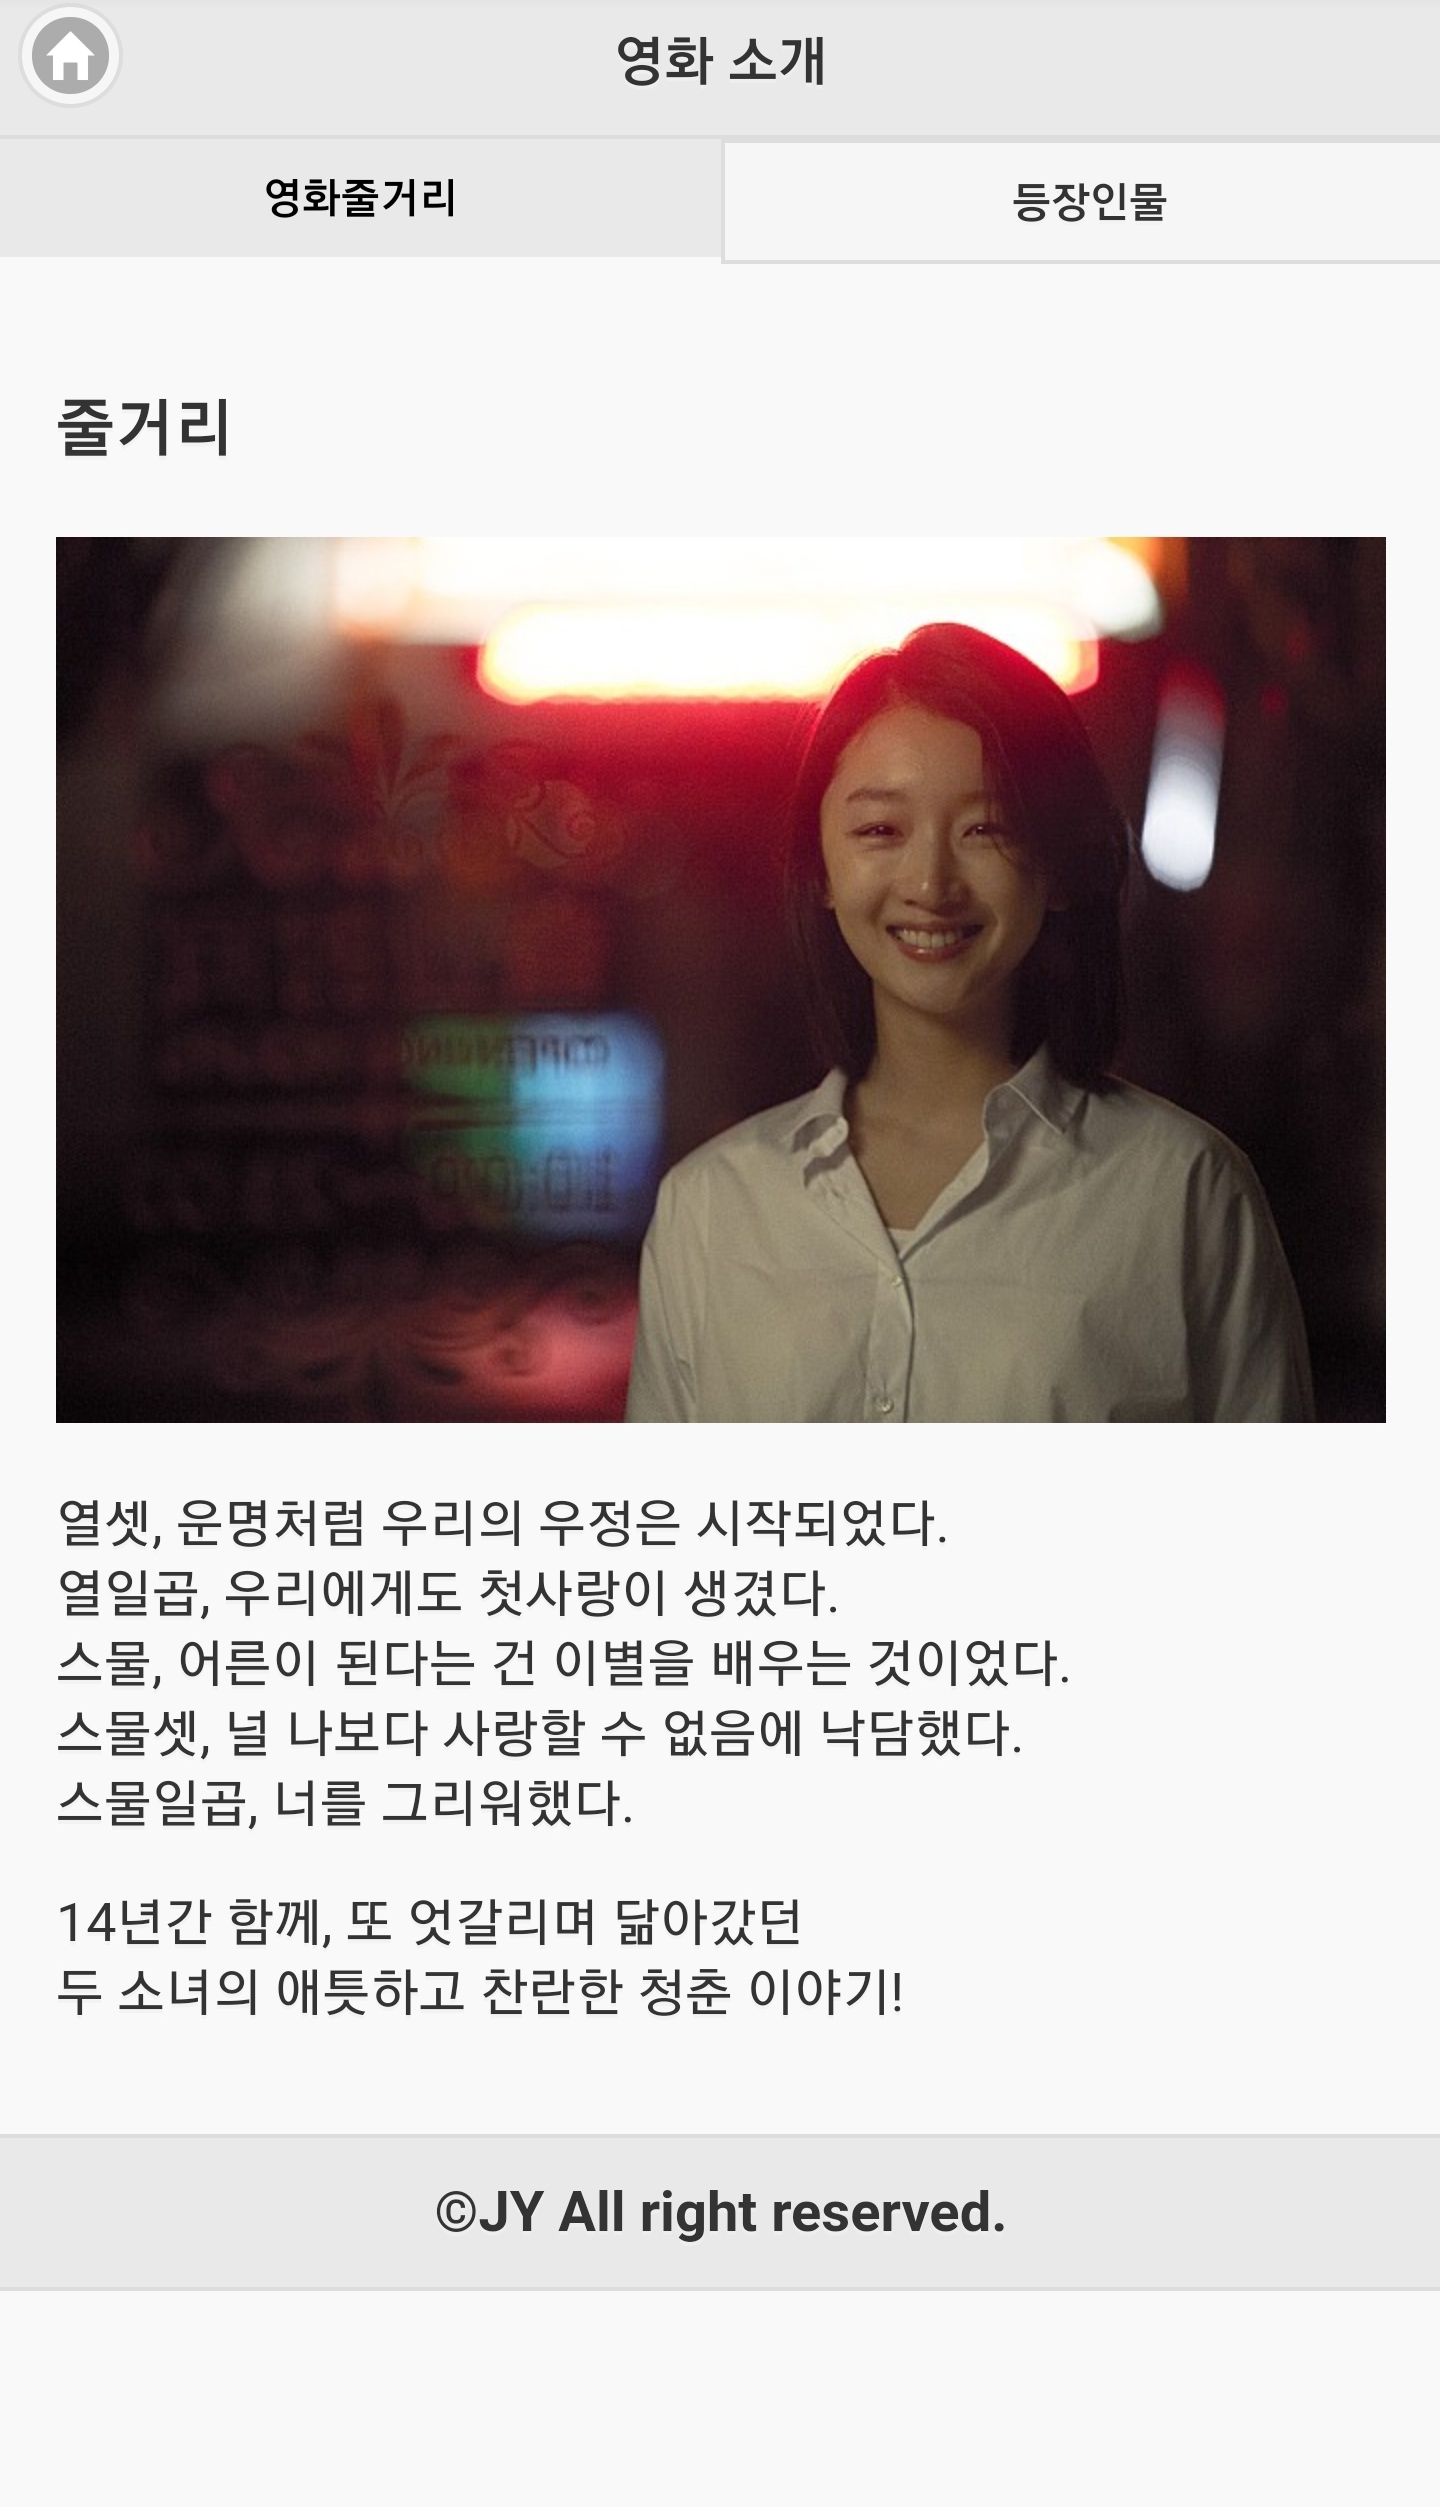 영화 소개
영화줄거리
등장인물
줄거리
열셋, 운명처럼 우리의 우정은 시작되었다.
열일곱, 우리에게도 첫사랑이 생겼다.
스물, 어른이 된다는 건 이별을 배우는 것이었다.
스물셋, 널 나보다 사랑할 수 없음에 낙담했다.
스물일곱, 너를 그리워했다.
14년간 함께, 또 엇갈리며 닮아갔던
두 소녀의 애틋하고 찬란한 청춘 이야기!
©JY All right reserved.